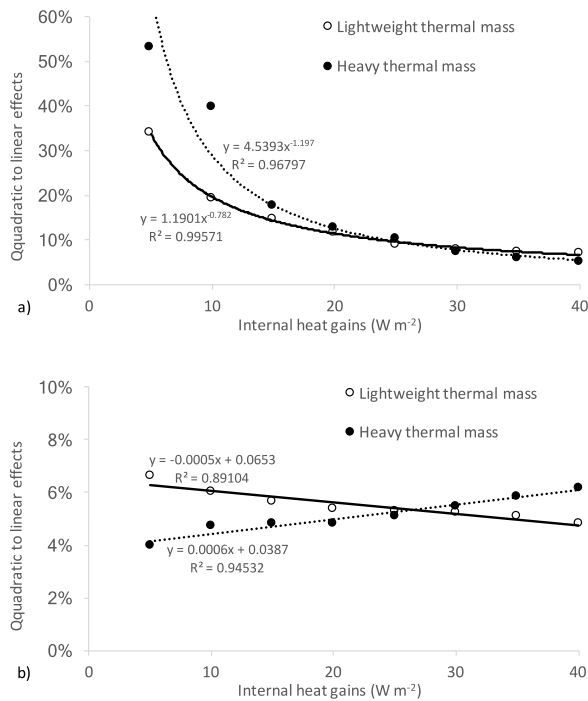 60%
50%
40%
30%
20%
10%
0%
Qquadratic to linear effects
Lightweight thermal mass
Heavy thermal mass
y = 4.5393x^-1.197
R² = 0.96797
y = 1.1901x^-0.782
R² = 0.99571
0 10 20 30 40
a)
Internal heat gains (W m^-2)
10%
8%
6%
4%
2%
0%
Qquadratic to linear effects
Lightweight thermal mass
Heavy thermal mass
y = -0.0005x + 0.0653
R² = 0.89104
y = 0.0006x + 0.0387
R² = 0.94532
0 10 20 30 40
b)
Internal heat gains (W m^-2)